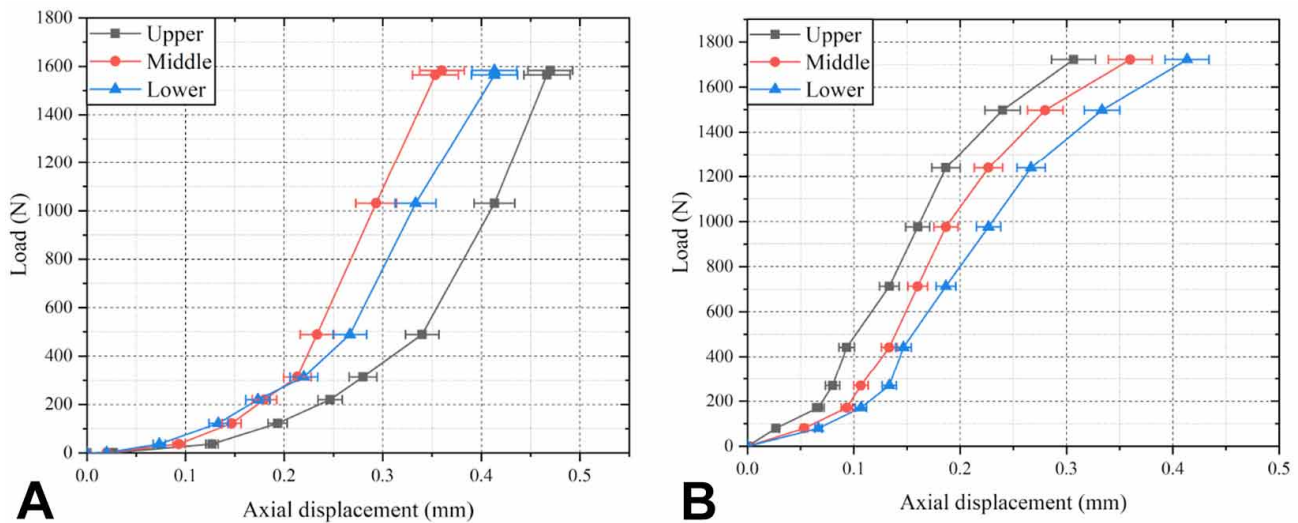 1800
1600
1400
1200
1000
800
600
400
200
0
Load (N)
Upper
Middle
Lower
0.0 0.1 0.2 0.3 0.4 0.5
Axial displacement (mm)
A
1800
1600
1400
1200
1000
800
600
400
200
0
Load (N)
Upper
Middle
Lower
0.0 0.1 0.2 0.3 0.4 0.5
Axial displacement (mm)
B